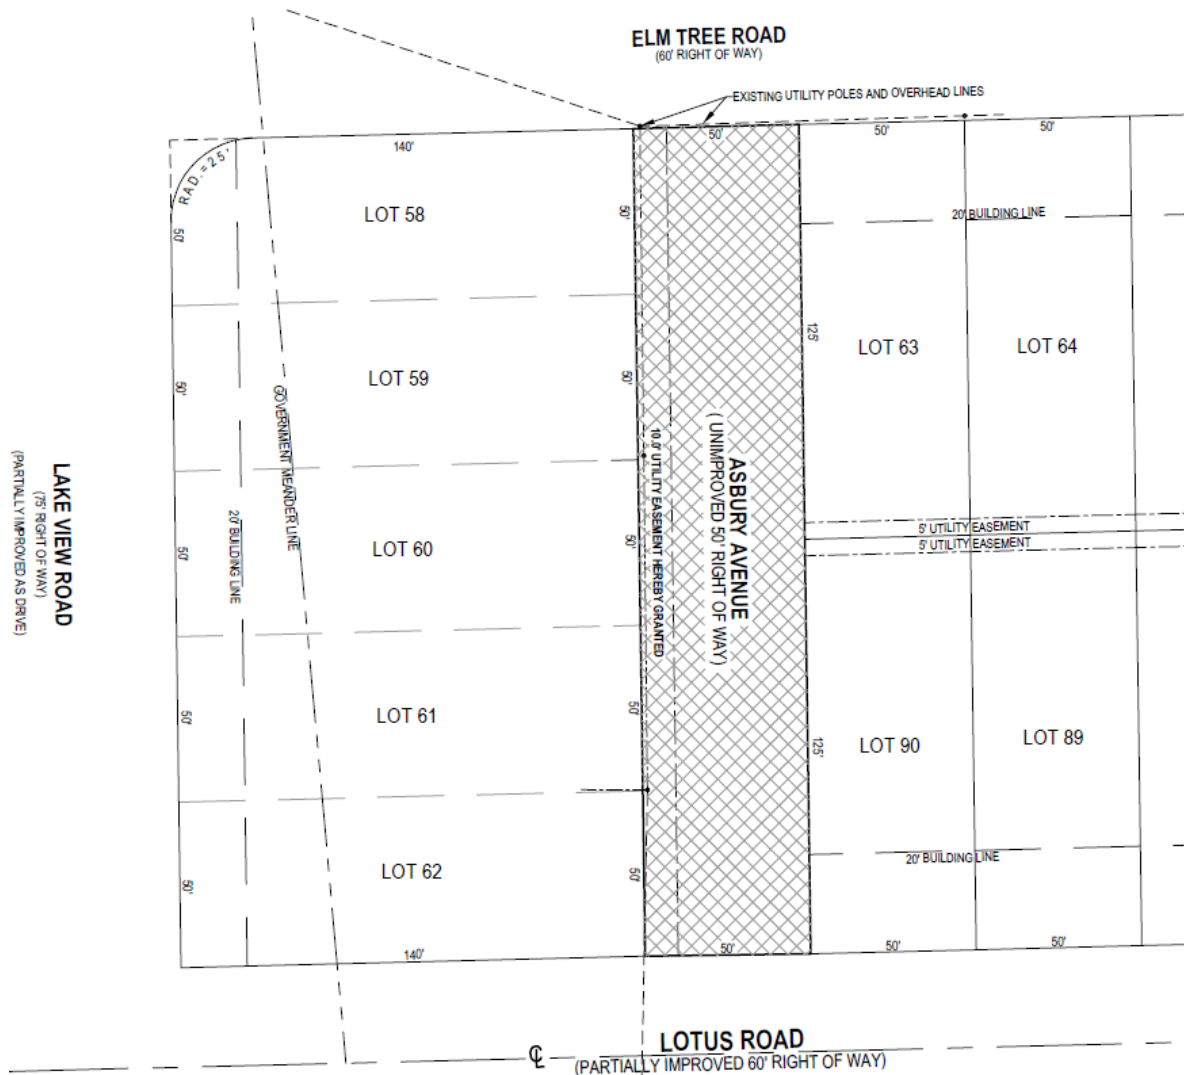 ELM TREE ROAD
(60' RIGHT OF WAY)
EXISTING UTILITY POLES AND OVERHEAD LINES
140'
50'
50'
50'
RAD. = 25'
LOT 58
50'
50'
20' BUILDING LINE
LOT 59
50'
50'
125'
LOT 63
LOT 64
GOVERNMENT MEANDER LINE
20' BUILDING LINE
LAKE VIEW ROAD
(75' RIGHT OF WAY)
(PARTIALLY IMPROVED AS DRIVE)
LOT 60
50'
50'
10.0' UTILITY EASEMENT HEREBY GRANTED
ASBURY AVENUE
( UNIMPROVED 50' RIGHT OF WAY)
5' UTILITY EASEMENT
5' UTILITY EASEMENT
LOT 61
50'
50'
125'
LOT 90
LOT 89
LOT 62
50'
50'
20' BUILDING LINE
140'
50'
50'
50'
LOTUS ROAD
(PARTIALLY IMPROVED 60' RIGHT OF WAY)